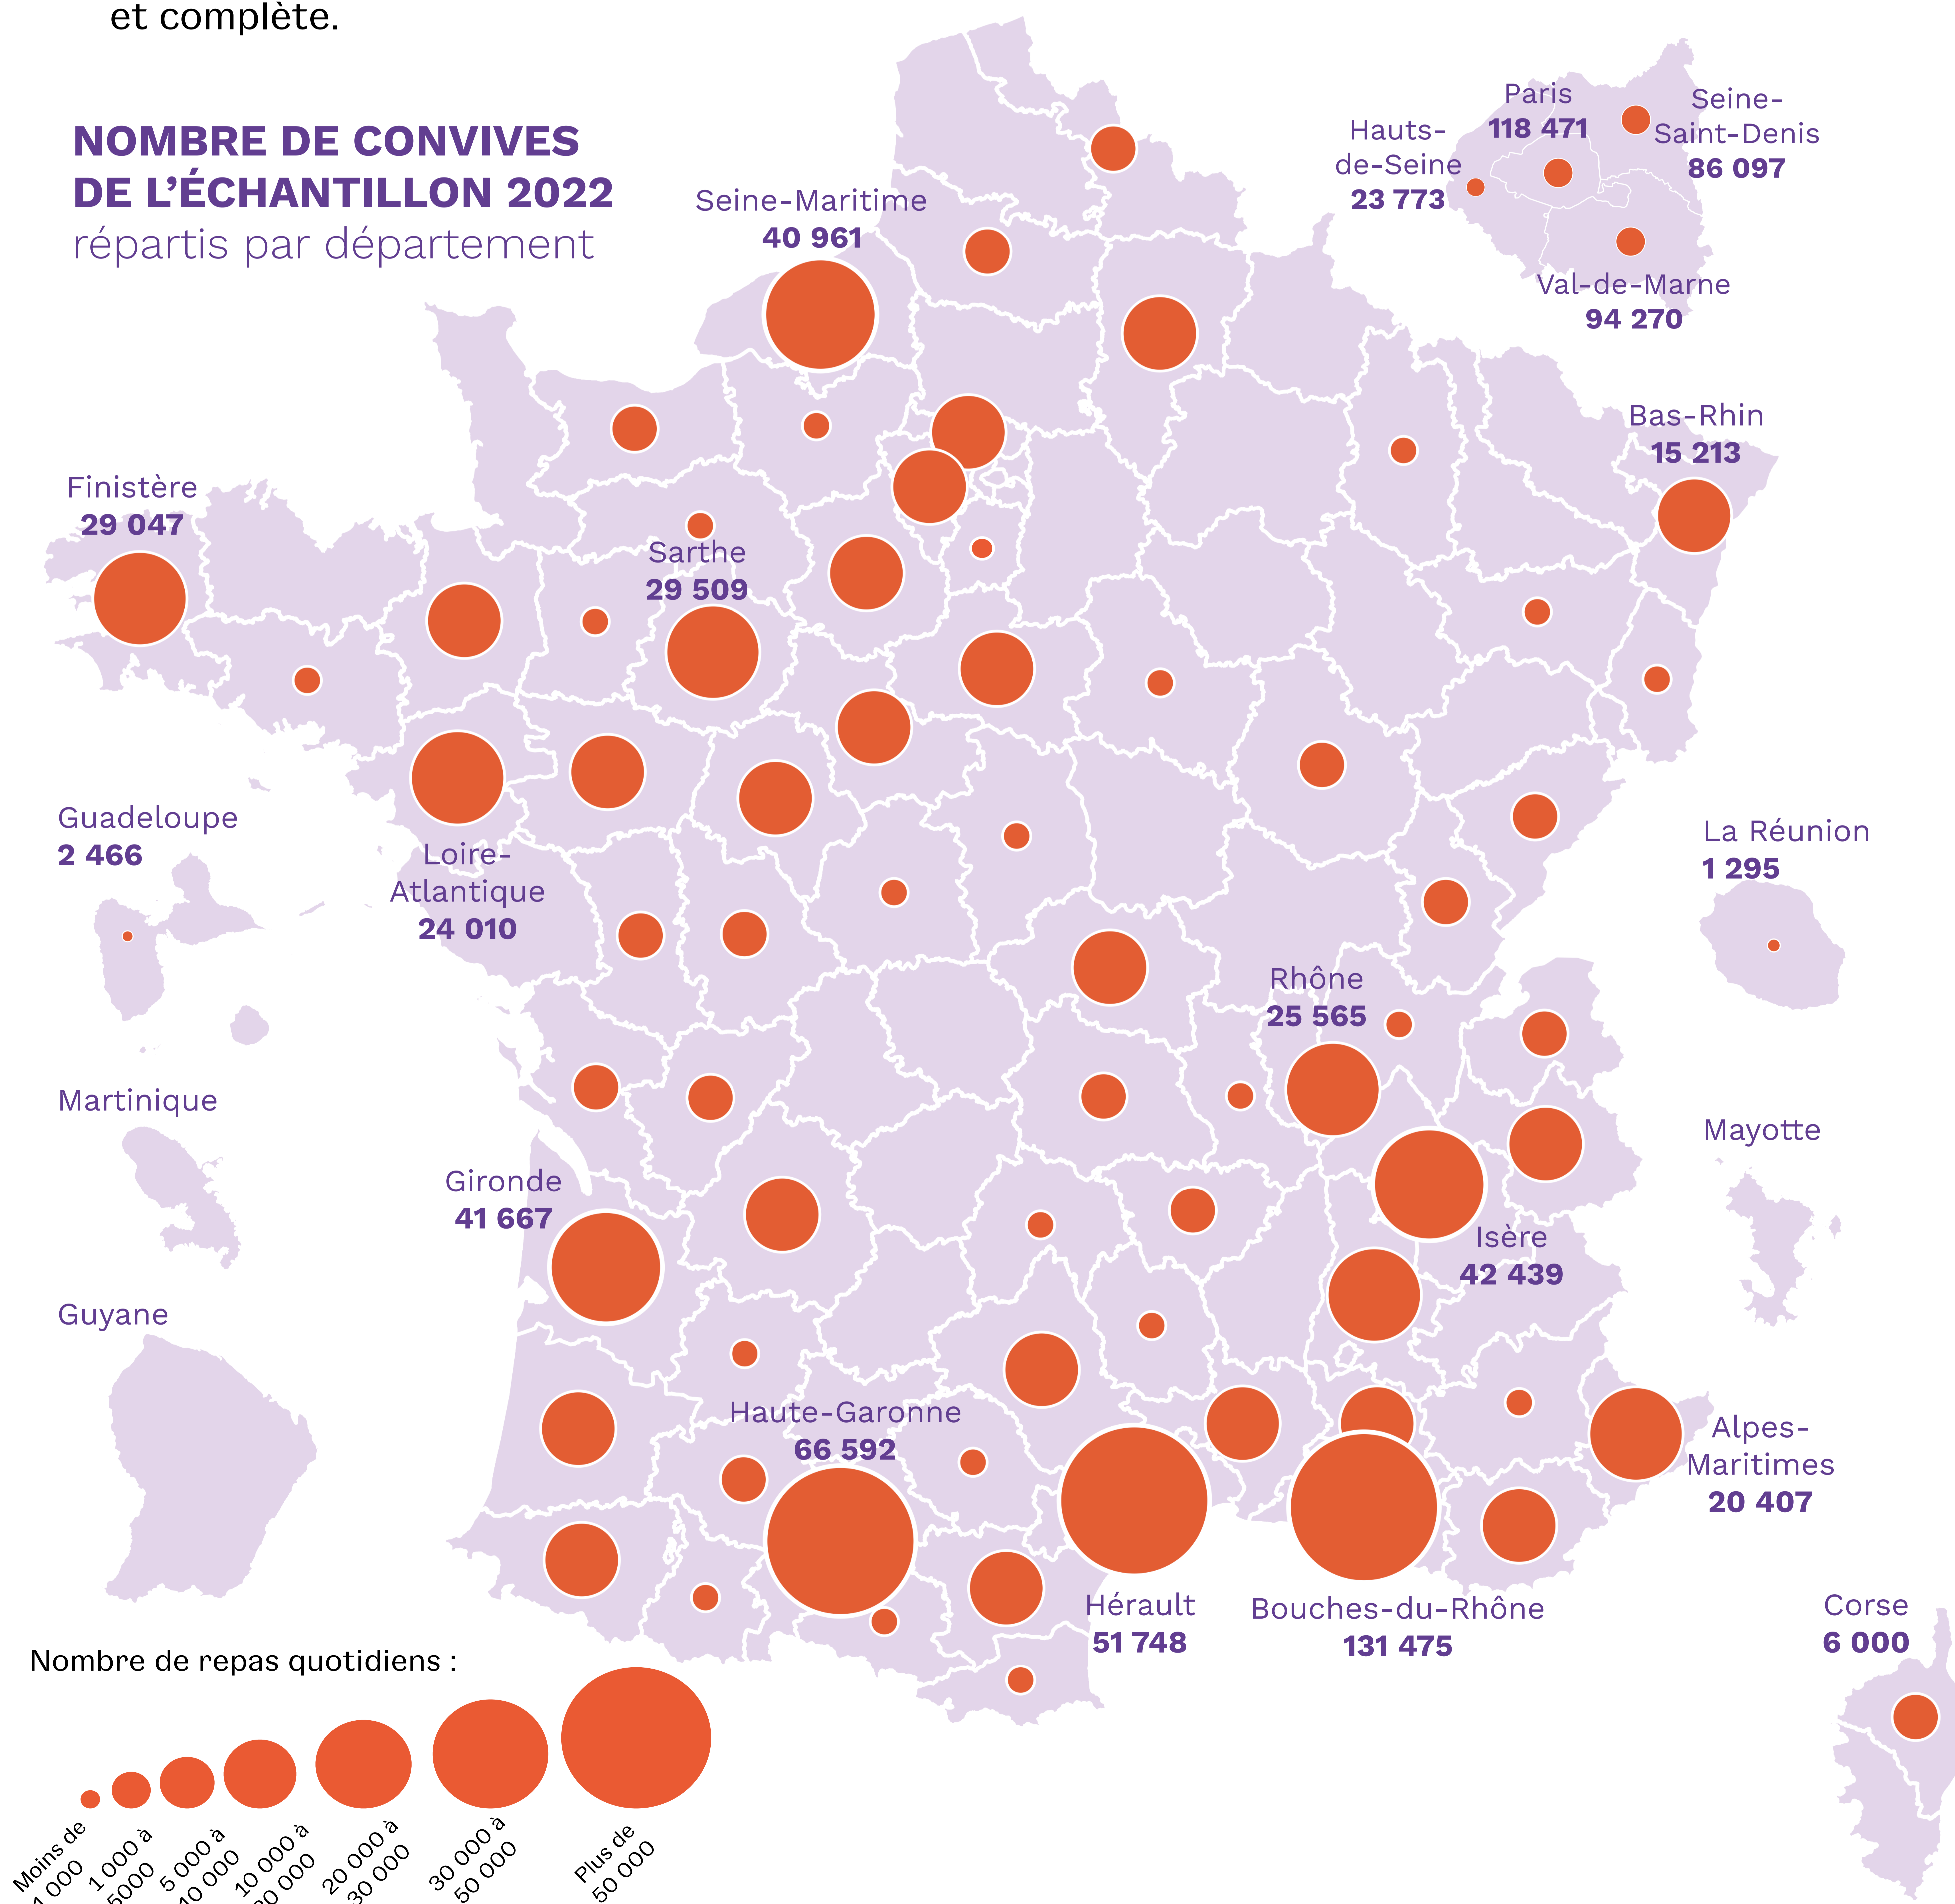 et complète.
NOMBRE DE CONVIVES
DE L’ÉCHANTILLON 2022
répartis par département
Paris
118 471
Seine-
Saint-Denis
86 097
Hauts-
de-Seine
23 773
Val-de-Marne
94 270
Seine-Maritime
40 961
Bas-Rhin
15 213
Finistère
29 047
Sarthe
29 509
Guadeloupe
2 466
Loire-
Atlantique
24 010
La Réunion
1 295
Rhône
25 565
Martinique
Mayotte
Gironde
41 667
Isère
42 439
Guyane
Haute-Garonne
66 592
Alpes-
Maritimes
20 407
Hérault
51 748
Bouches-du-Rhône
131 475
Corse
6 000
Nombre de repas quotidiens :
Moins de
1 000
1 000 à
5000
5 000 à
10 000
10 000 à
20 000
20 000 à
30 000
30 000 à
50 000
Plus de
50 000